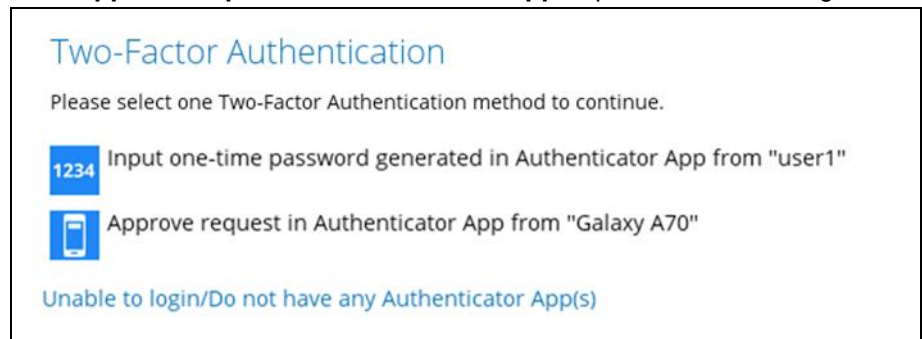 Two-Factor Authentication
Please select one Two-Factor Authentication method to continue.
1234 Input one-time password generated in Authenticator App from "user1"
Approve request in Authenticator App from "Galaxy A70"
Unable to login/Do not have any Authenticator App(s)